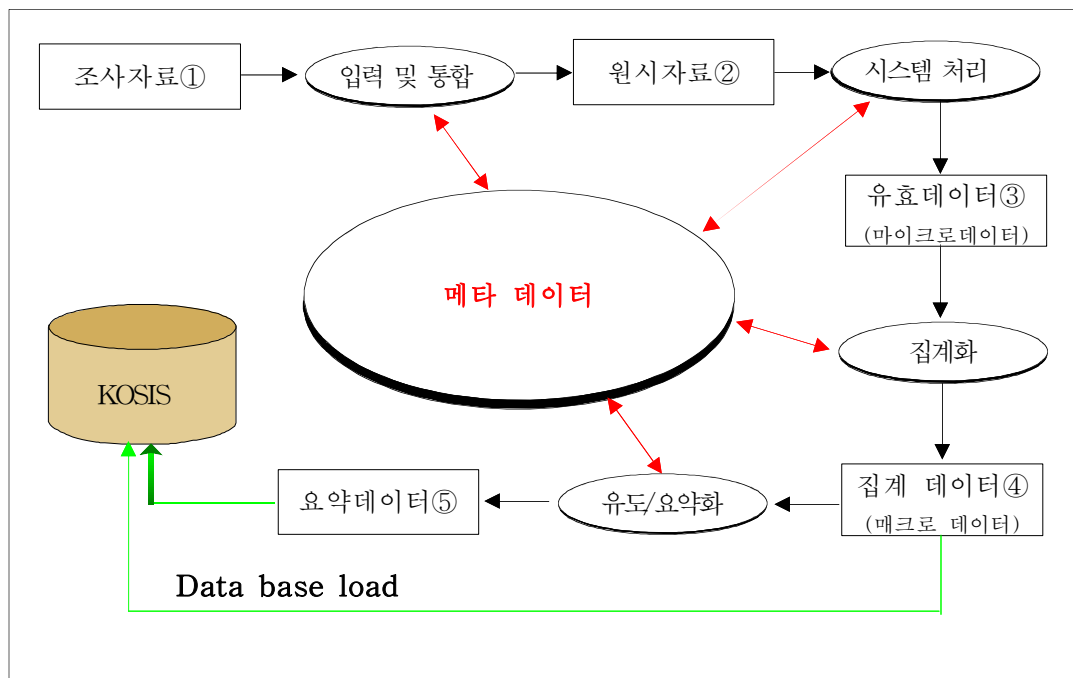 조사자료①
입력 및 통합
원시자료②
시스템 처리
유효데이터③
(마이크로데이터)
메타 데이터
집계화
KOSIS
집계 데이터④
(매크로 데이터)
유도/요약화
요약데이터⑤
Data base load